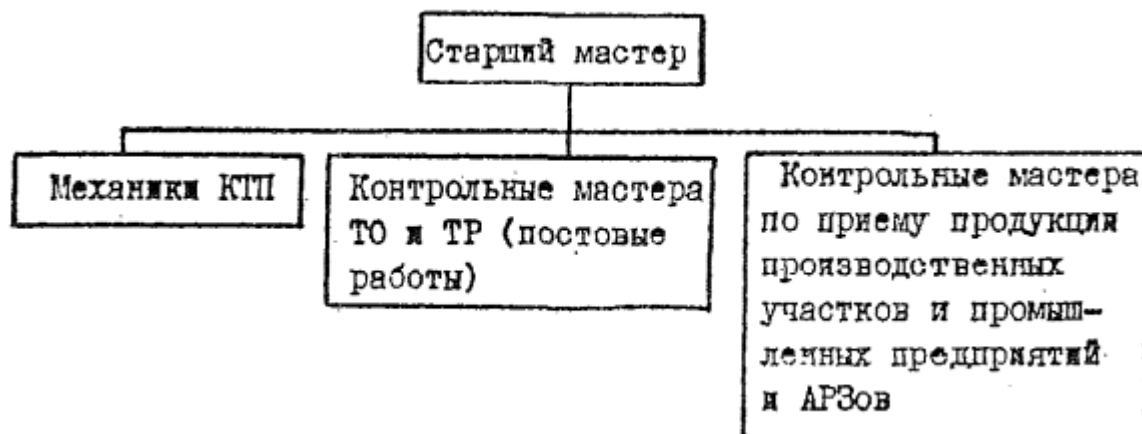 Старший мастер
Механики КТП
Контрольные мастера
ТО и ТР (постовые
работы)
Контрольные мастера
по приему продукции
производственных
участков и промыш-
ленных предприятий
и АРЗов